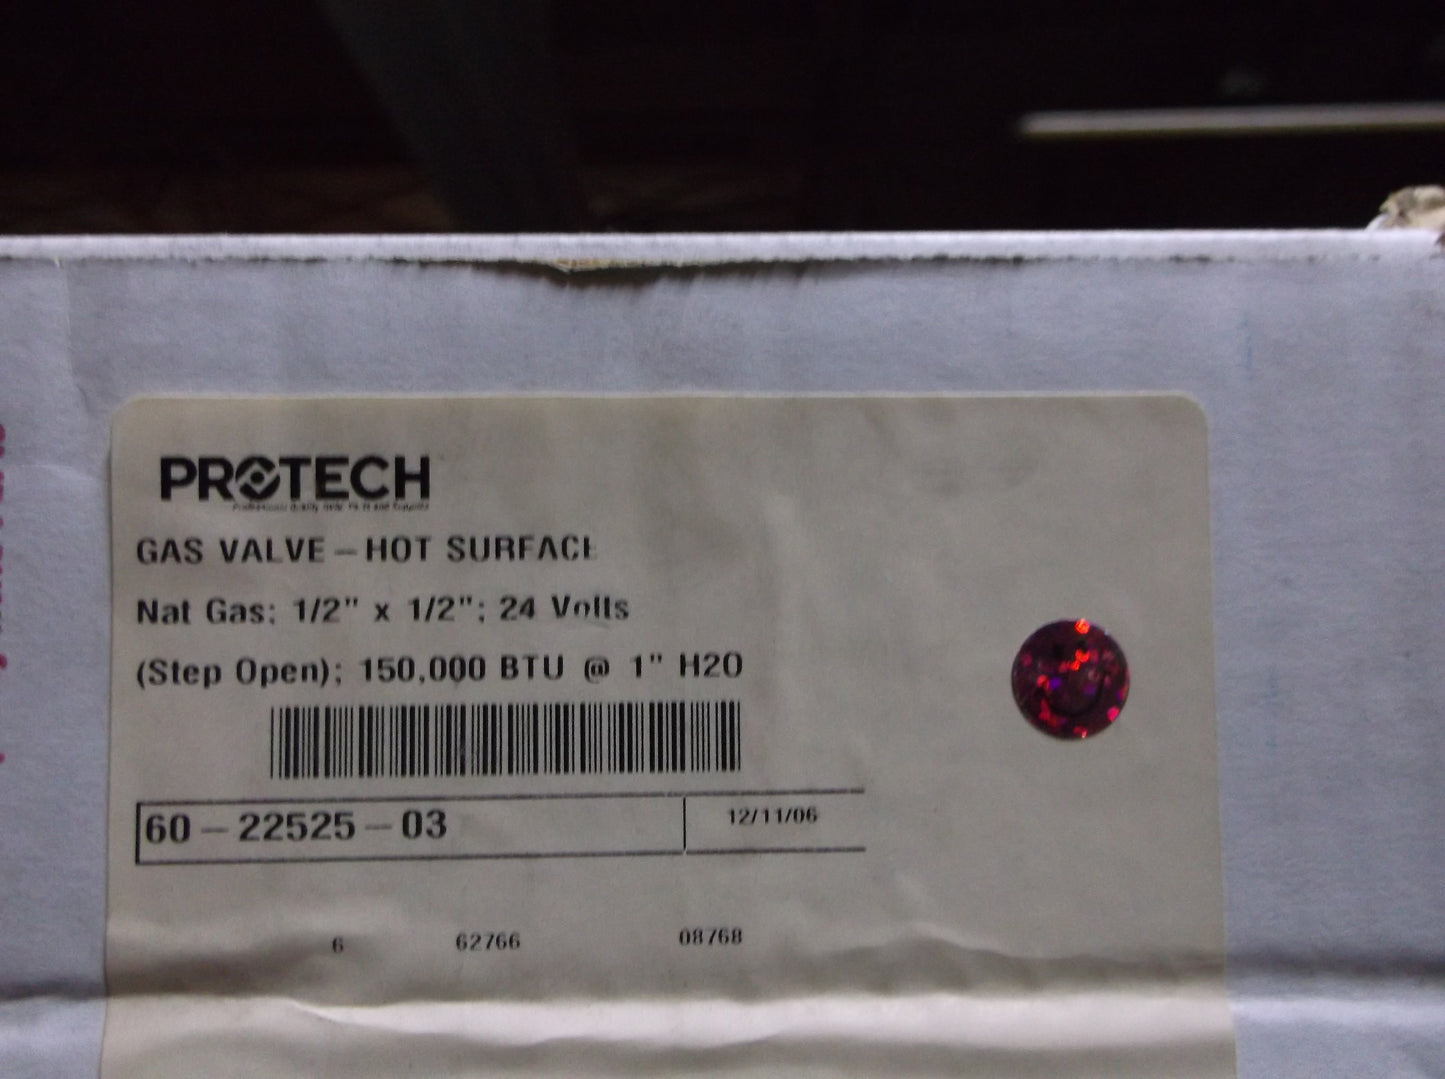 PROTECH
GAS VALVE – HOT SURFACE
Nat Gas; 1/2" x 1/2"; 24 Volts
(Step Open); 150,000 BTU @ 1" H2O
60 – 22525 – 03
12/11/06
6 62766 08768